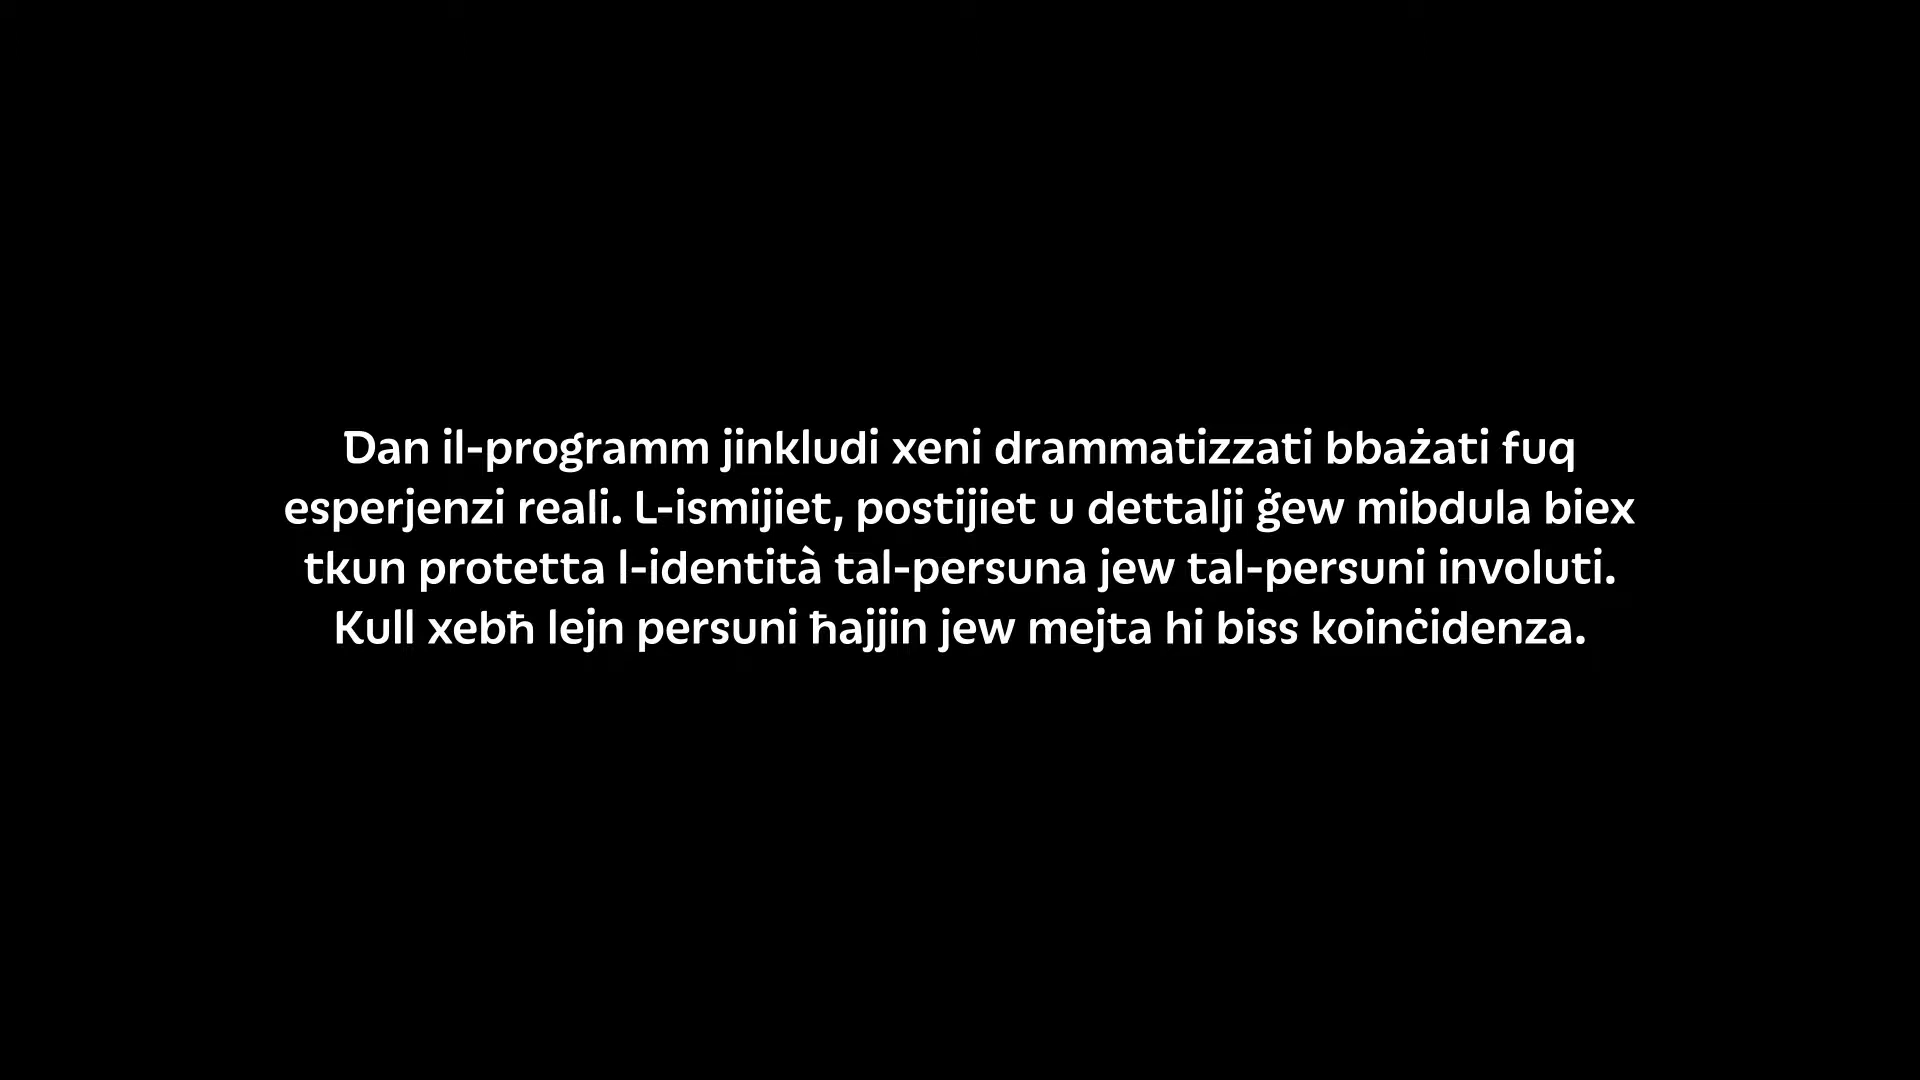 Dan il-programm jinkludi xeni drammatizzati bbażati fuq
esperjenzi reali. L-ismijiet, postijiet u dettalji ġew mibdula biex
tkun protetta l-identità tal-persuna jew tal-persuni involuti.
Kull xebħ lejn persuni ħajjin jew mejta hi biss koinċidenza.